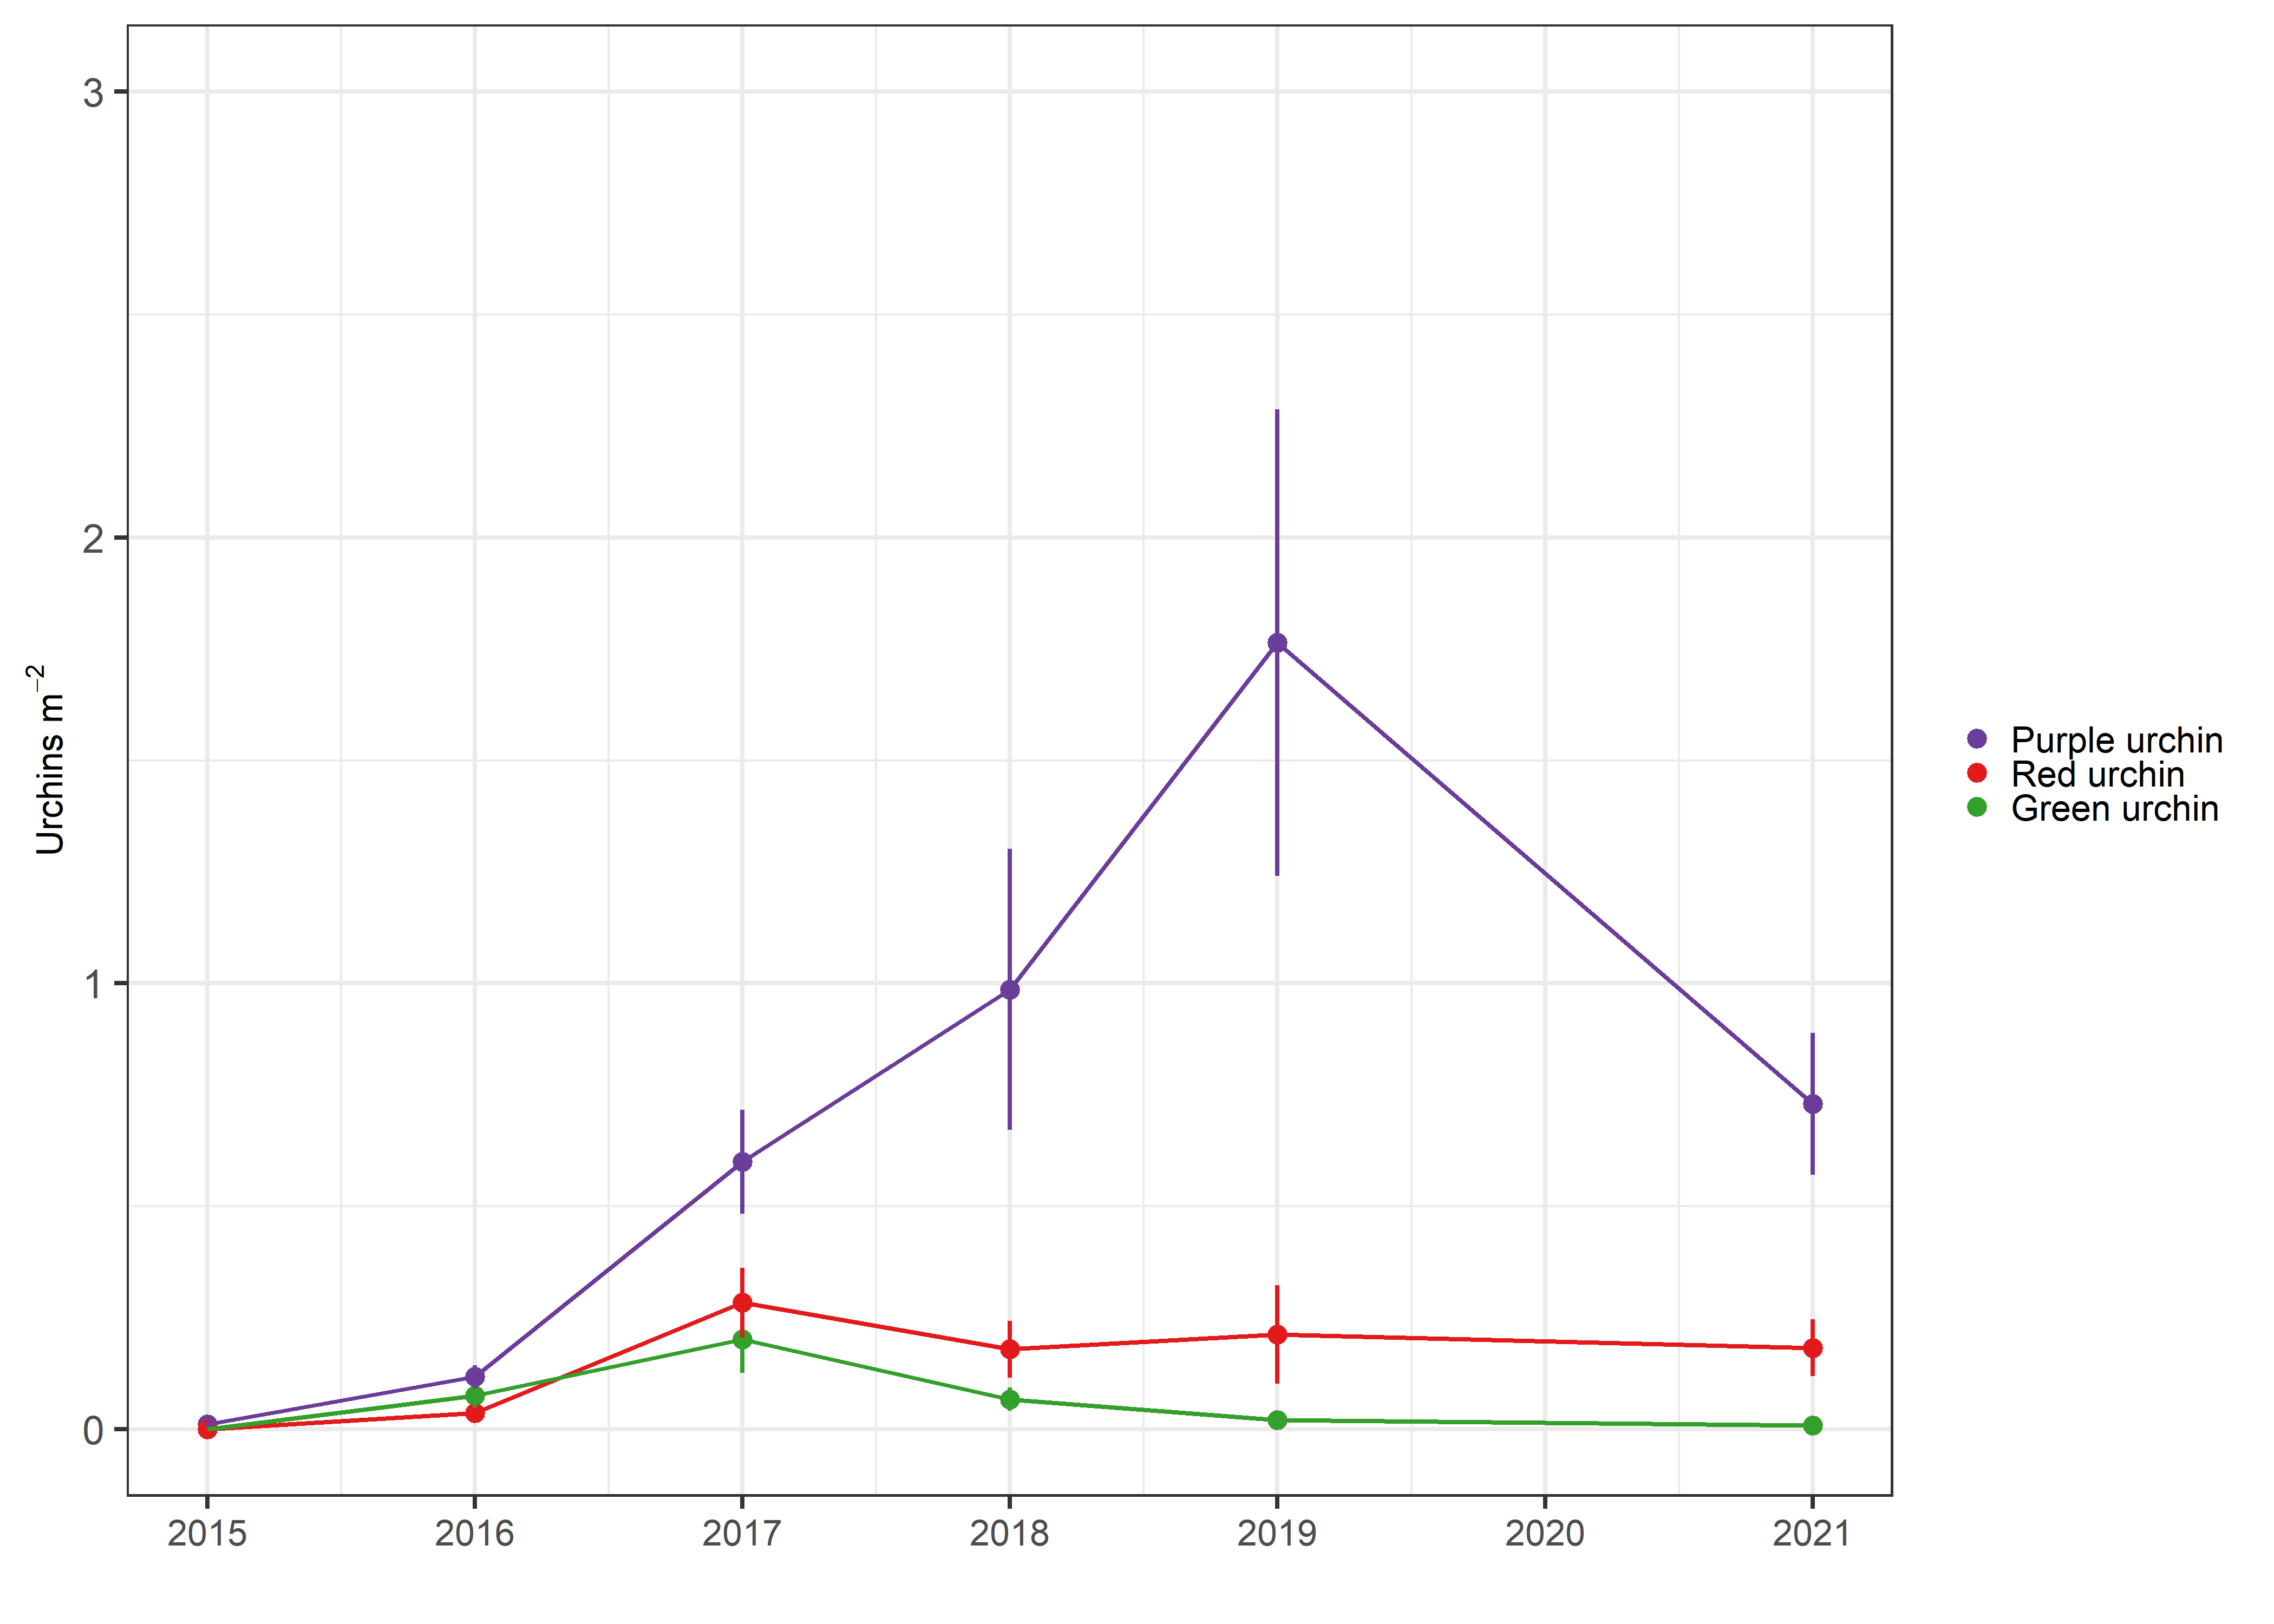 3
2
1
0
Urchins m⁻²
2015 2016 2017 2018 2019 2020 2021
Purple urchin
Red urchin
Green urchin